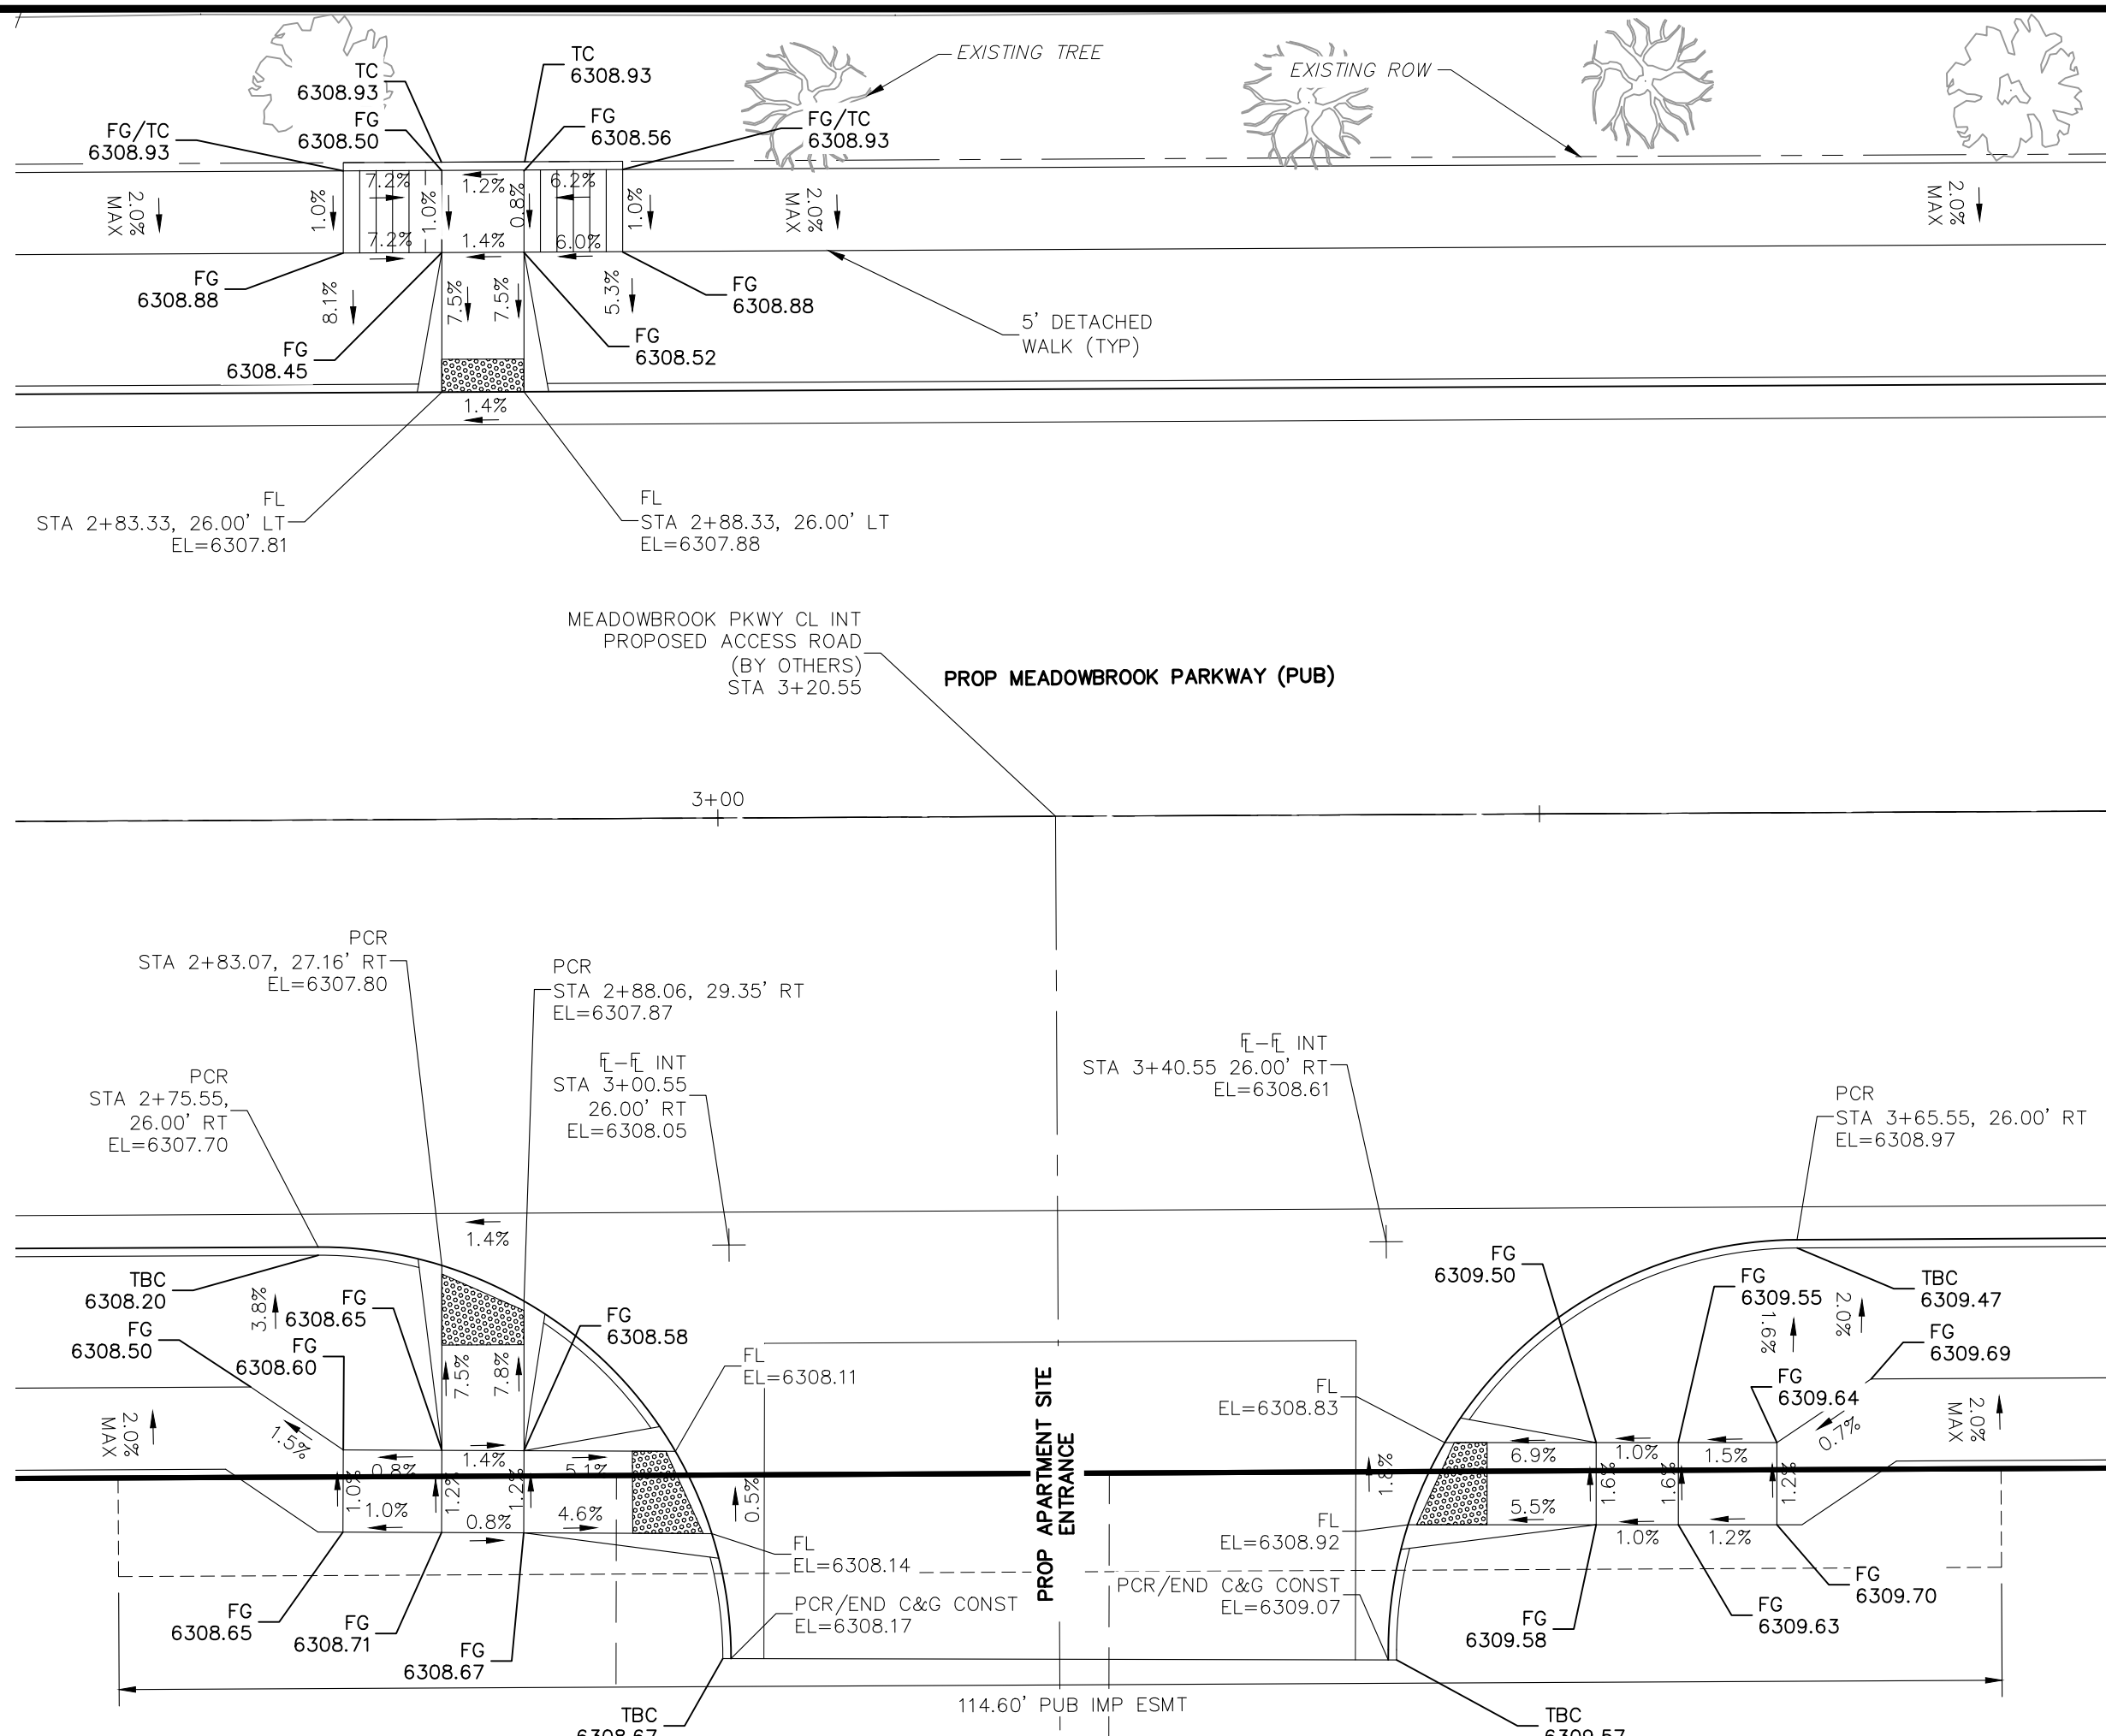 TC
6308.93
TC
6308.93
EXISTING TREE
EXISTING ROW
FG/TC
6308.93
FG
6308.50
FG
6308.56
FG/TC
6308.93
2.0%
MAX
1.0%
7.2%
7.2%
1.0%
1.2%
1.4%
0.8%
6.2%
6.0%
1.0%
2.0%
MAX
2.0%
MAX
FG
6308.88
8.1%
7.5%
7.5%
5.3%
FG
6308.88
FG
6308.45
FG
6308.52
5' DETACHED
WALK (TYP)
1.4%
FL
STA 2+83.33, 26.00' LT
EL=6307.81
FL
STA 2+88.33, 26.00' LT
EL=6307.88
MEADOWBROOK PKWY CL INT
PROPOSED ACCESS ROAD
(BY OTHERS)
STA 3+20.55
PROP MEADOWBROOK PARKWAY (PUB)
3+00
PCR
STA 2+83.07, 27.16' RT
EL=6307.80
PCR
STA 2+88.06, 29.35' RT
EL=6307.87
PCR
STA 2+75.55,
26.00' RT
EL=6307.70
FL-FL INT
STA 3+00.55
26.00' RT
EL=6308.05
FL-FL INT
STA 3+40.55 26.00' RT
EL=6308.61
PCR
STA 3+65.55, 26.00' RT
EL=6308.97
1.4%
TBC
6308.20
3.8%
FG
6308.65
FG
6308.50
FG
6308.60
FG
6308.58
7.5%
7.8%
FL
EL=6308.11
2.0%
MAX
1.5%
0.8%
1.4%
5.1%
1.0%
1.2%
1.2%
1.0%
0.8%
4.6%
0.5%
FL
EL=6308.14
PCR/END C&G CONST
EL=6308.17
FG
6308.65
FG
6308.71
FG
6308.67
TBC
6308.67
PROP APARTMENT SITE
ENTRANCE
114.60' PUB IMP ESMT
FG
6309.50
FG
6309.55
1.6%
2.0%
TBC
6309.47
FG
6309.69
FG
6309.64
0.7%
2.0%
MAX
FL
EL=6308.83
1.8%
6.9%
1.0%
1.5%
1.6%
1.6%
1.2%
5.5%
1.0%
1.2%
FL
EL=6308.92
PCR/END C&G CONST
EL=6309.07
FG
6309.58
FG
6309.63
FG
6309.70
TBC
6309.57